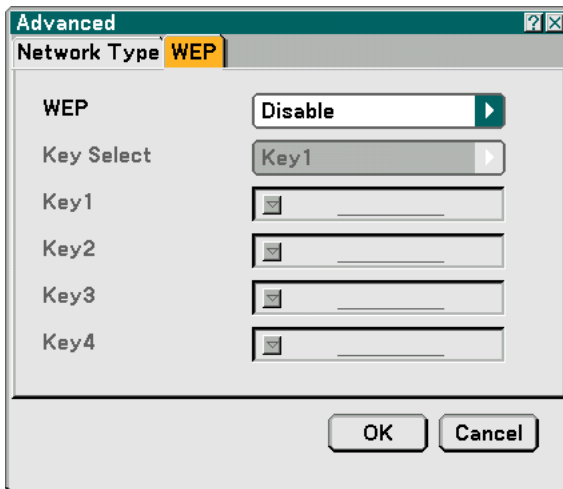 Advanced
Network Type WEP
WEP Disable
Key Select Key1
Key1
Key2
Key3
Key4
OK Cancel